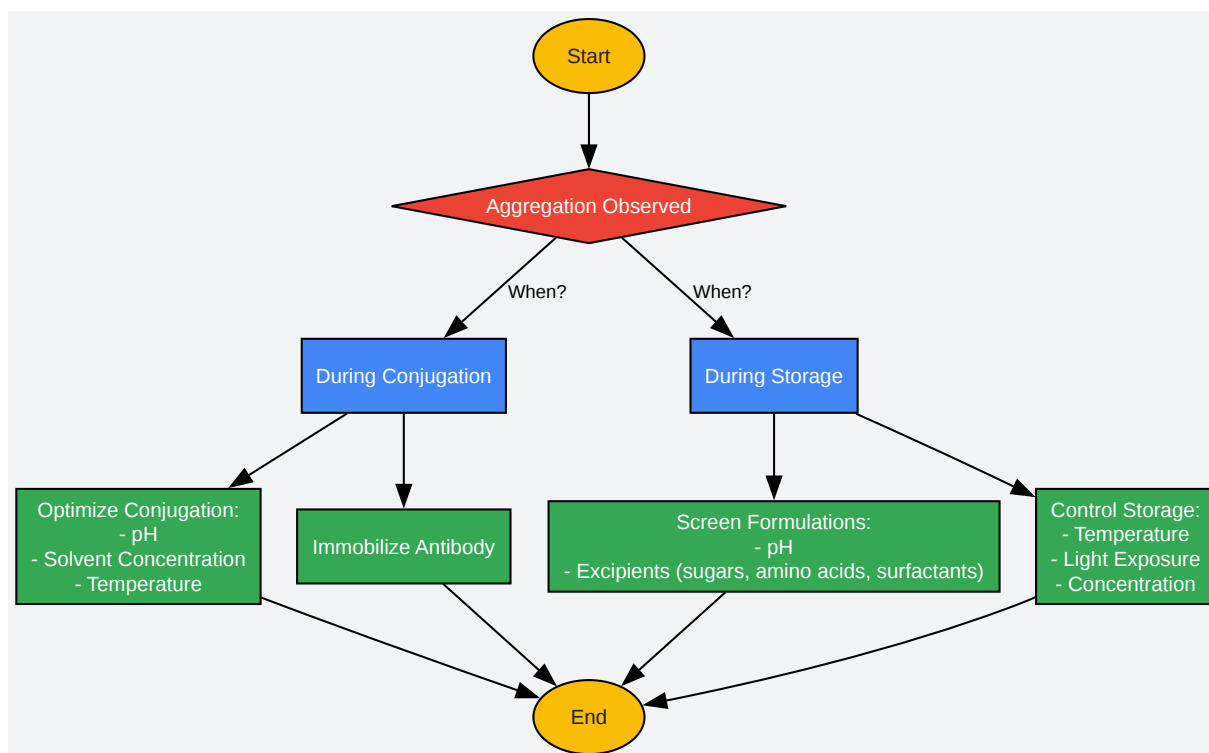 Start
Aggregation Observed
When?
When?
During Conjugation
During Storage
Optimize Conjugation:
- pH
- Solvent Concentration
- Temperature
Immobilize Antibody
Screen Formulations:
- pH
- Excipients (sugars, amino acids, surfactants)
Control Storage:
- Temperature
- Light Exposure
- Concentration
End